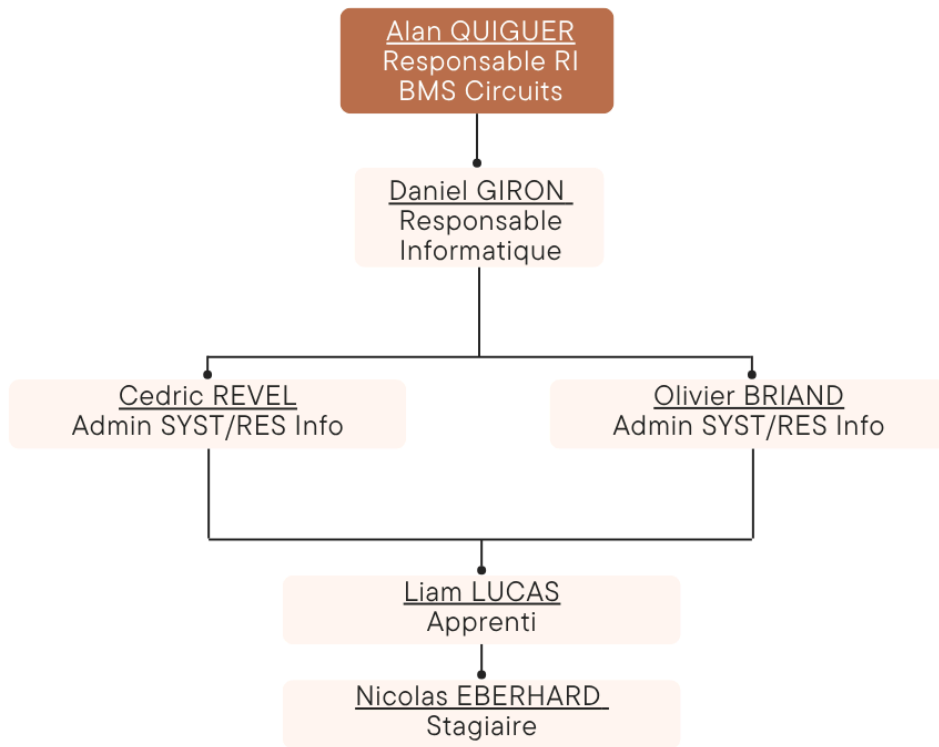 Alan QUIGUER
Responsable RI
BMS Circuits
Daniel GIRON
Responsable
Informatique
Cedric REVEL
Admin SYST/RES Info
Olivier BRIAND
Admin SYST/RES Info
Liam LUCAS
Apprenti
Nicolas EBERHARD
Stagiaire